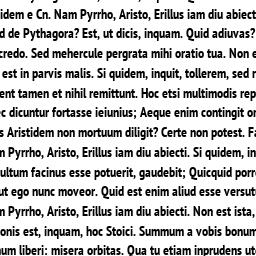 idem e Cn. Nam Pyrrho, Aristo, Erillus iam diu abiect
d de Pythagora? Est, ut dicis, inquam. Quid adiuvas?
credo. Sed mehercule pergrata mihi oratio tua. Non e
est in parvis malis. Si quidem, inquit, tollerem, sed r
ent tamen et nihil remittunt. Hoc etsi multimodis rep
c dicuntur fortasse ieiunius; Aeque enim contingit or
s Aristidem non mortuum diligit? Certe non potest. Fa
m Pyrrho, Aristo, Erillus iam diu abiecti. Si quidem, in
ultum facinus esse potuerit, gaudebit; Quicquid porr
ut ego nunc moveor. Quid est enim aliud esse versut
m Pyrrho, Aristo, Erillus iam diu abiecti. Non est ista,
onis est, inquam, hoc Stoici. Summum a vobis bonum
um liberi: misera orbitas. Qua tu etiam inprudens ut